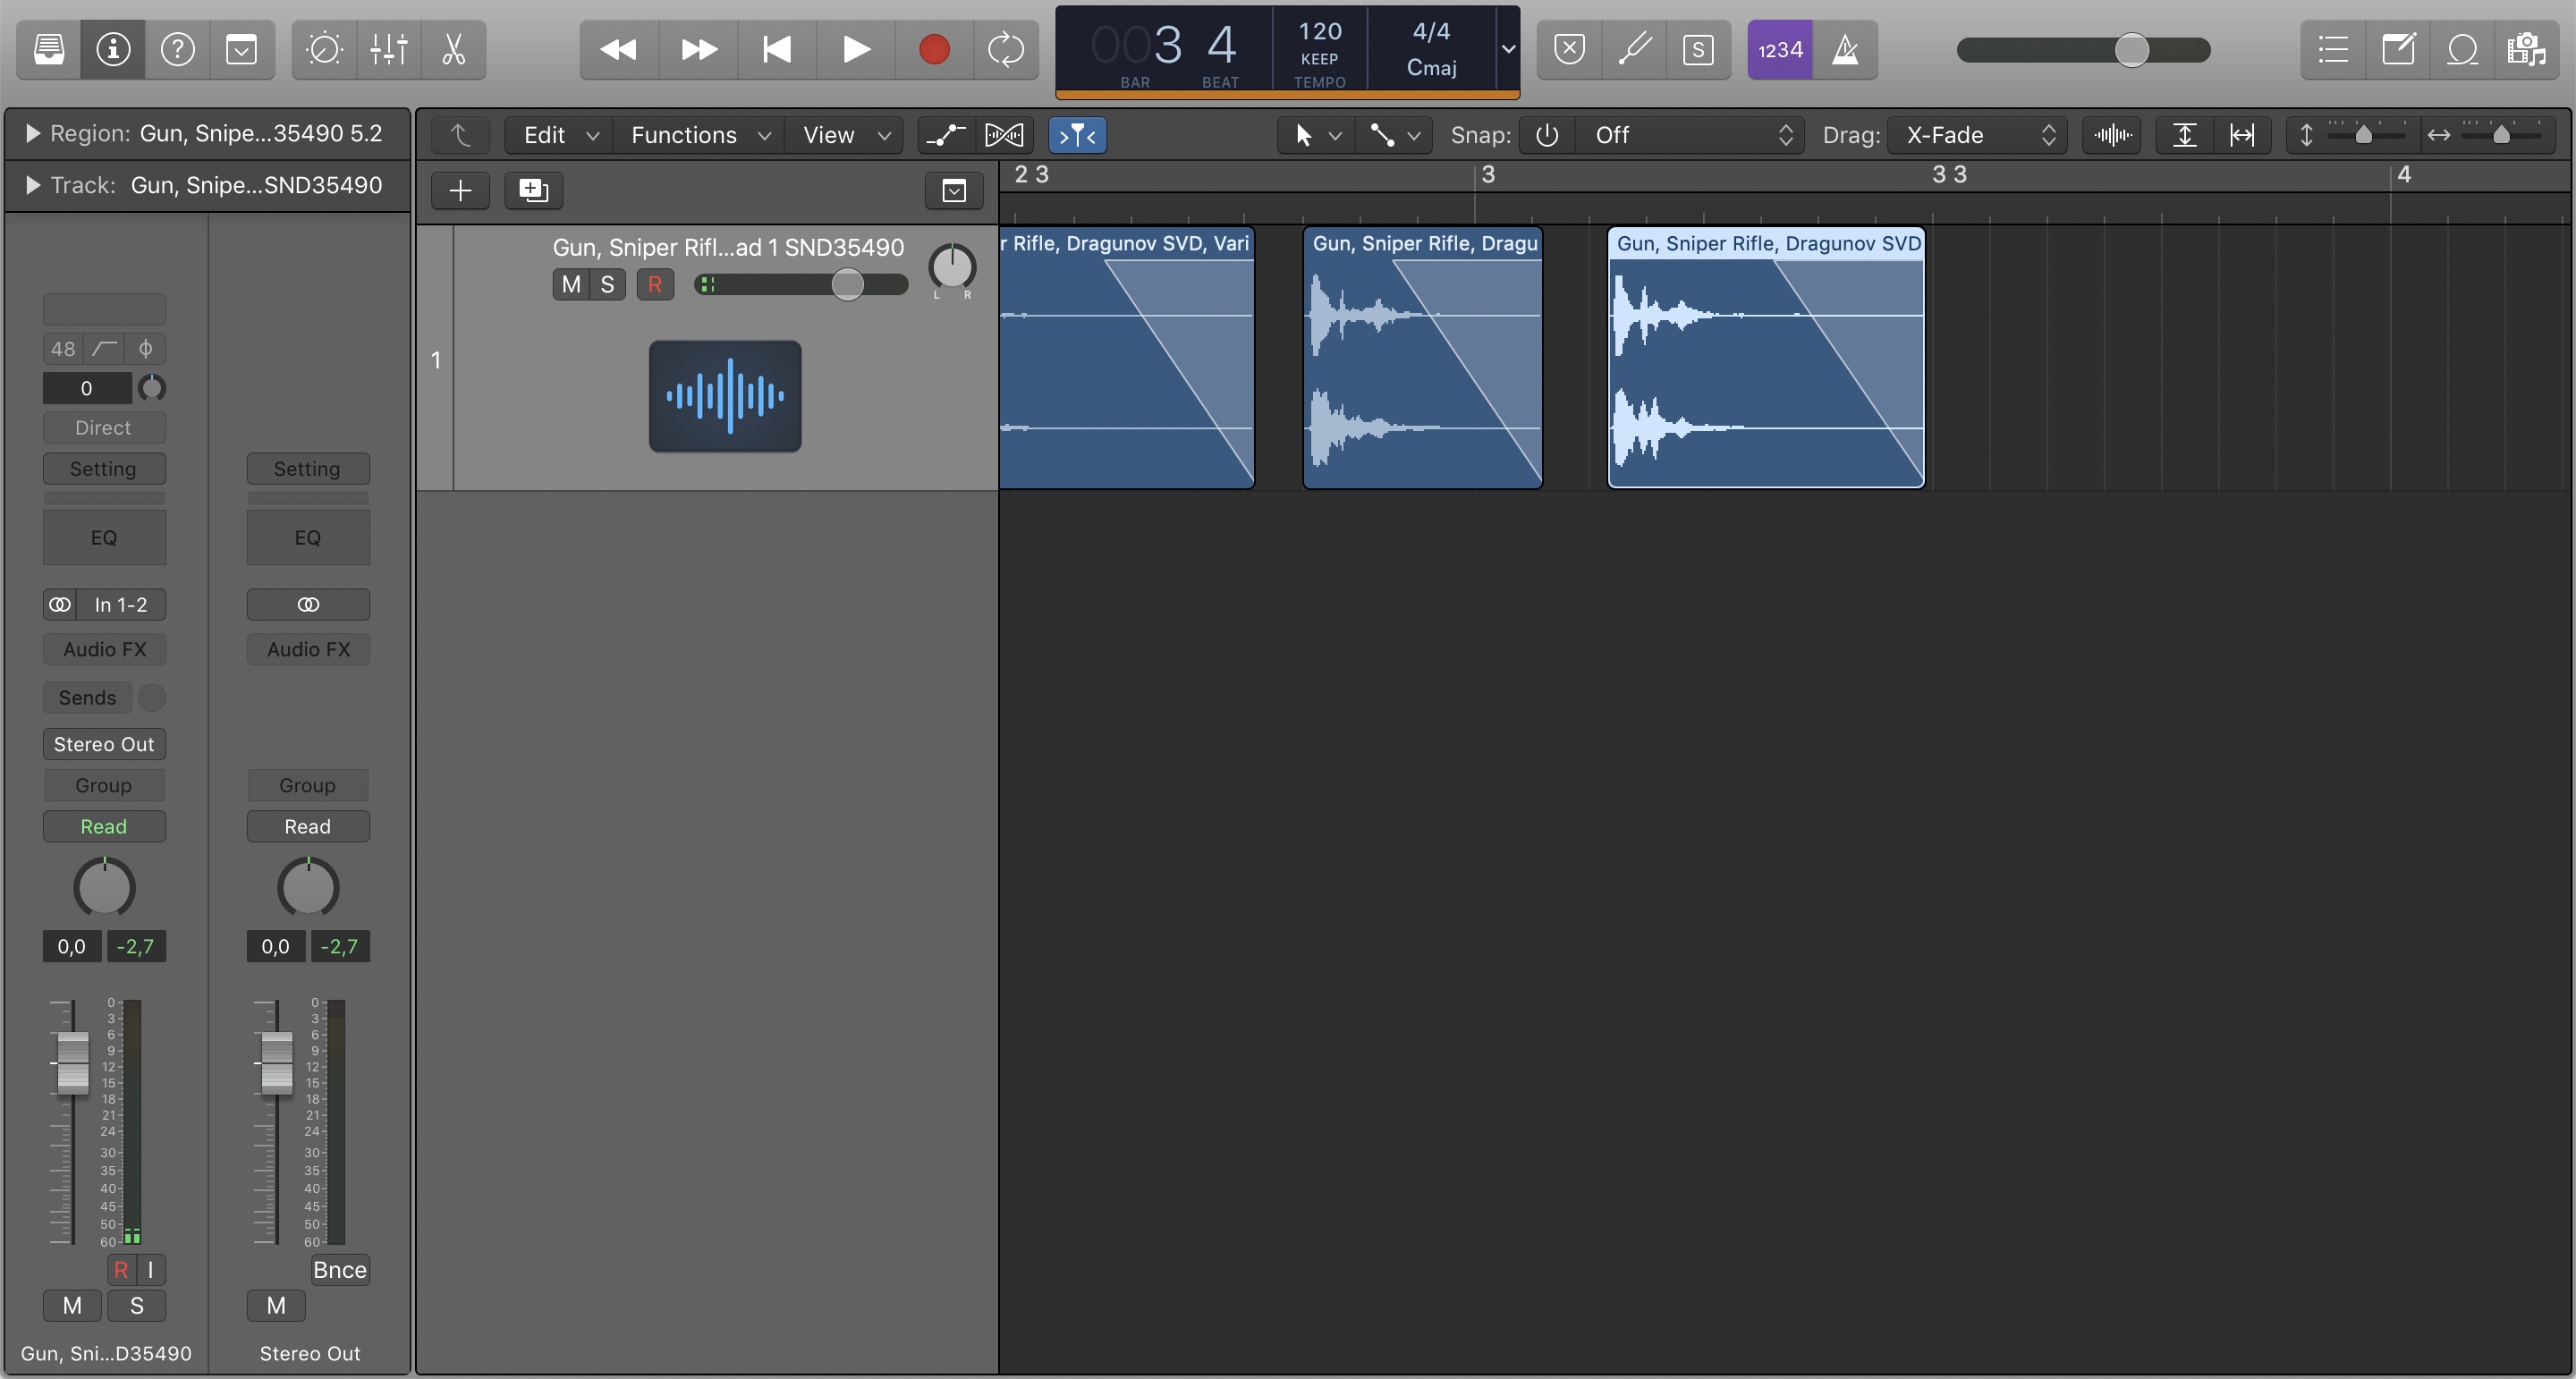 003 4
BAR BEAT
120
KEEP
TEMPO
4/4
Cmaj
S
1234
Region: Gun, Snipe...35490 5.2
Track: Gun, Snipe...SND35490
Edit Functions View
Snap: Off
Drag: X-Fade
2 3 3 3 3 4
Gun, Sniper Rifl...ad 1 SND35490
M S R
L R
1
r Rifle, Dragunov SVD, Vari
Gun, Sniper Rifle, Dragu
Gun, Sniper Rifle, Dragunov SVD
48
0
Direct
Setting Setting
EQ EQ
In 1-2
Audio FX Audio FX
Sends
Stereo Out
Group Group
Read Read
0,0 -2,7 0,0 -2,7
0 0
3 3
6 6
9 9
12 12
15 15
18 18
21 21
24 24
30 30
35 35
40 40
45 45
50 50
60 60
R I Bnce
M S M
Gun, Sni...D35490 Stereo Out